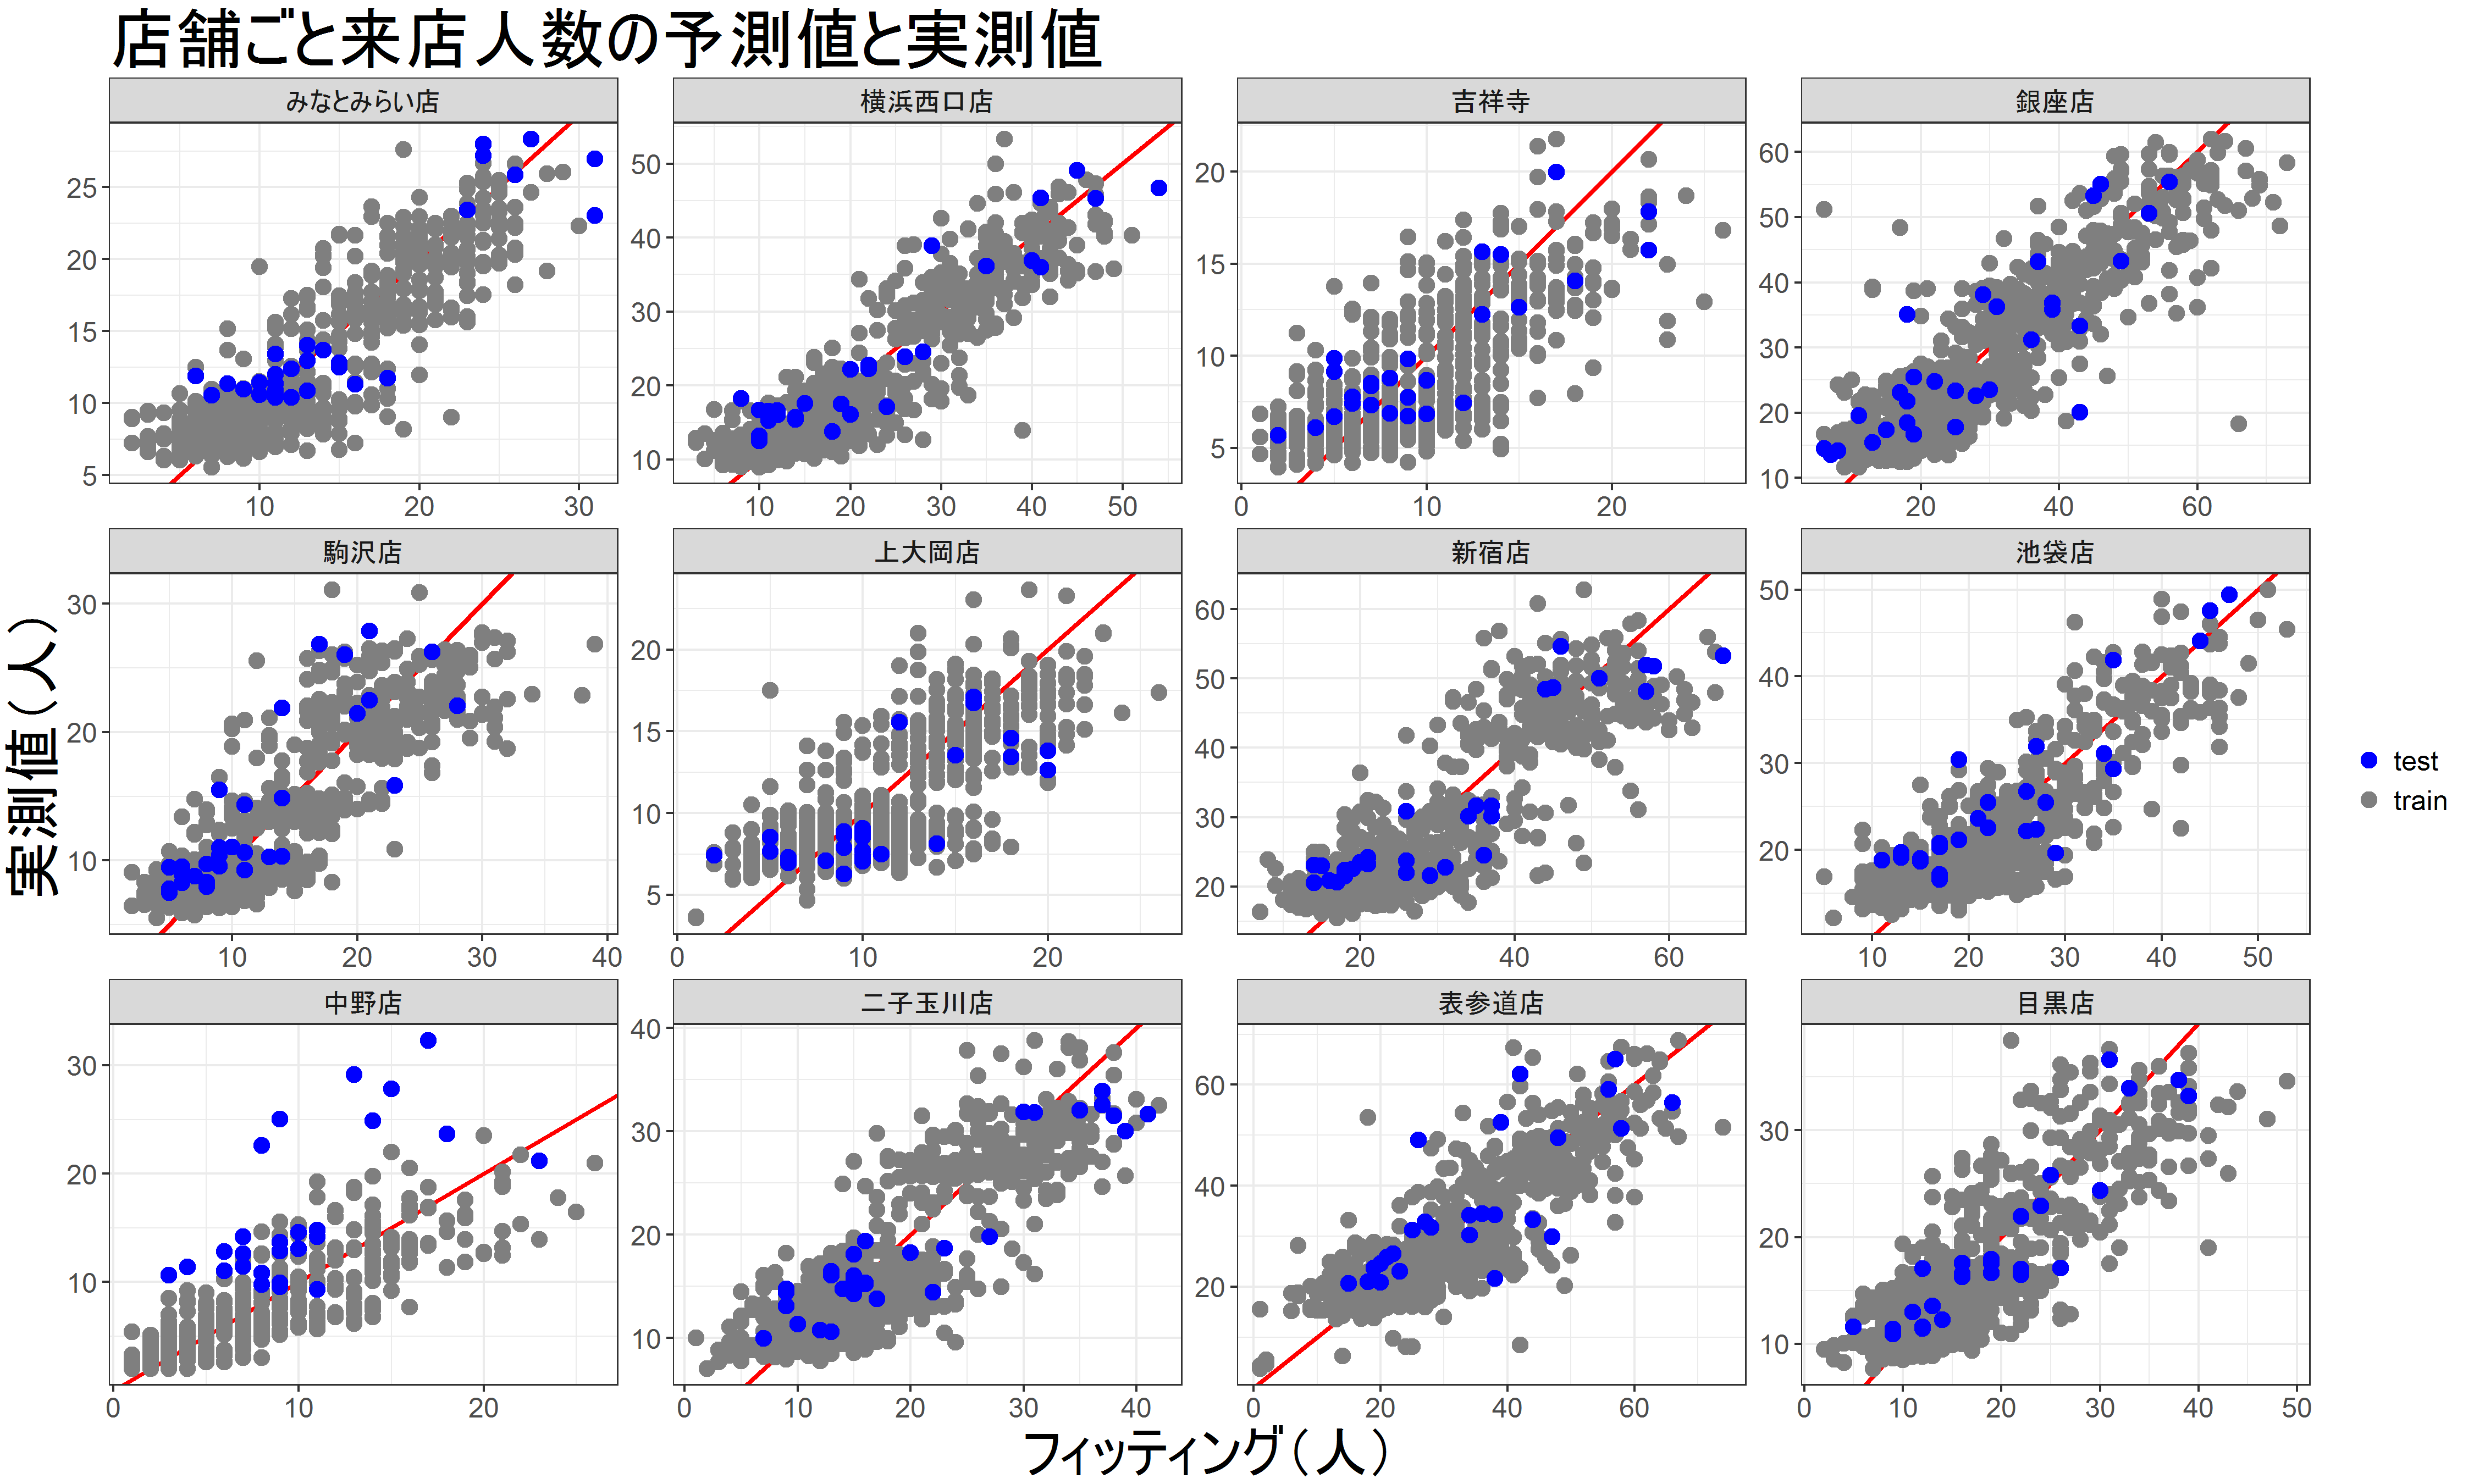 店舗ごと来店人数の予測値と実測値
みなとみらい店
横浜西口店
吉祥寺
銀座店
25
20
15
10
5
10 20 30
50
40
30
20
10
10 20 30 40 50
20
15
10
5
0 10 20
60
50
40
30
20
10
20 40 60
駒沢店
上大岡店
新宿店
池袋店
30
20
10
10 20 30 40
20
15
10
5
0 10 20
60
50
40
30
20
20 40 60
50
40
30
20
10 20 30 40 50
中野店
二子玉川店
表参道店
目黒店
30
20
10
0 10 20
40
30
20
10
0 10 20 30 40
60
40
20
0 20 40 60
30
20
10
0 10 20 30 40 50
実測値(人)
フィッティング(人)
test
train